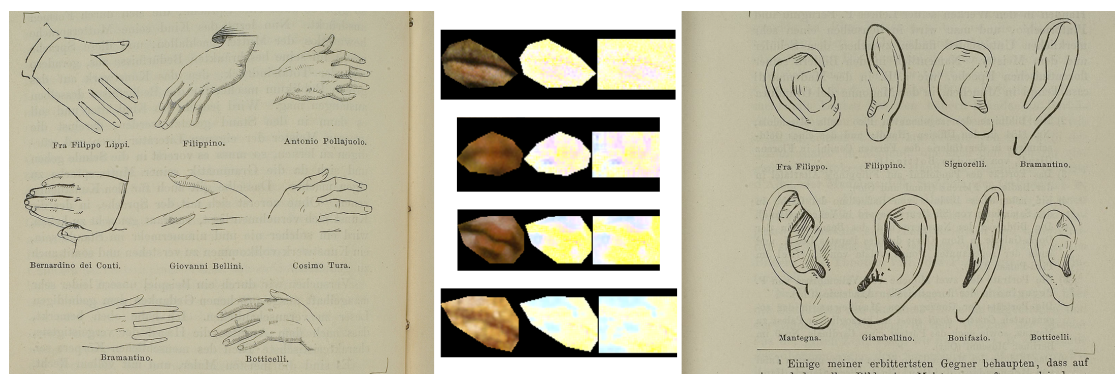 Fra Filippo Lippi.
Filippino.
Antonio Pollajuolo.
Bernardino dei Conti.
Giovanni Bellini.
Cosimo Tura.
Bramantino.
Botticelli.
Fra Filippo.
Filippino.
Signorelli.
Bramantino.
Mantegna.
Giambellino.
Bonifazio.
Botticelli.
¹ Einige meiner erbittertsten Gegner behaupten, dass auf